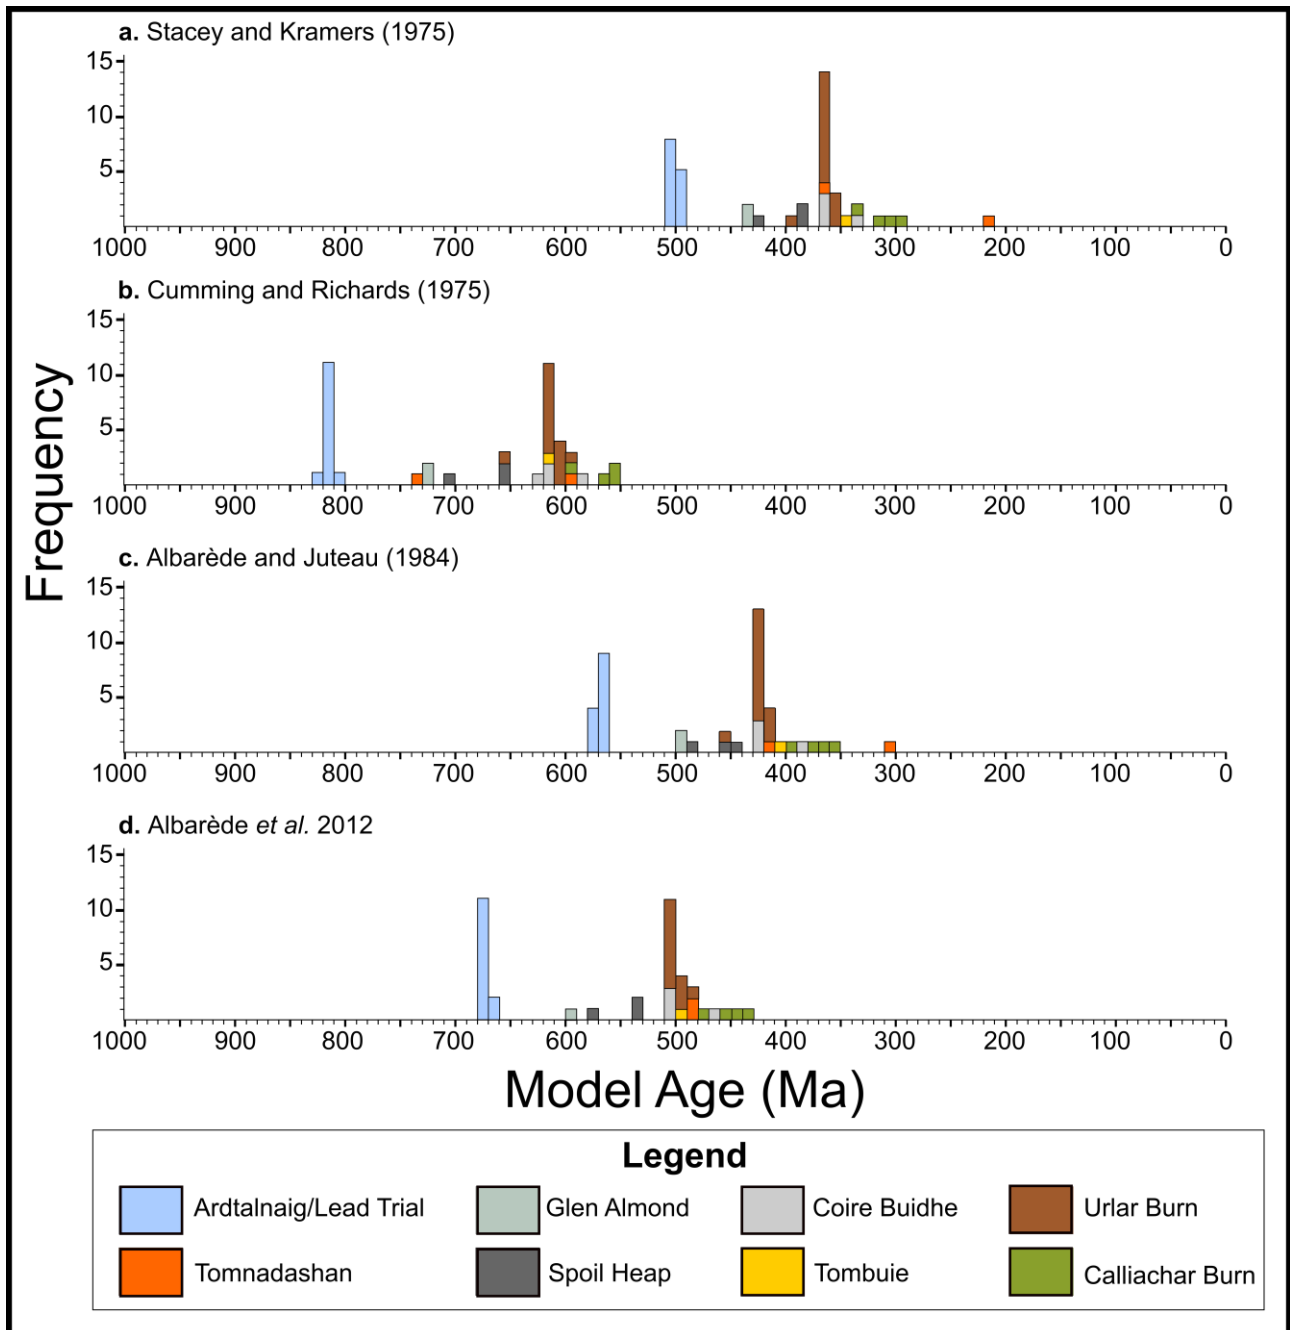 a. Stacey and Kramers (1975)
15
10
5
1000 900 800 700 600 500 400 300 200 100 0
b. Cumming and Richards (1975)
15
10
5
1000 900 800 700 600 500 400 300 200 100 0
Frequency
c. Albarède and Juteau (1984)
15
10
5
1000 900 800 700 600 500 400 300 200 100 0
d. Albarède et al. 2012
15
10
5
1000 900 800 700 600 500 400 300 200 100 0
Model Age (Ma)
Legend
Ardtalnaig/Lead Trial Glen Almond Coire Buidhe Urlar Burn
Tomnadashan Spoil Heap Tombuie Calliachar Burn